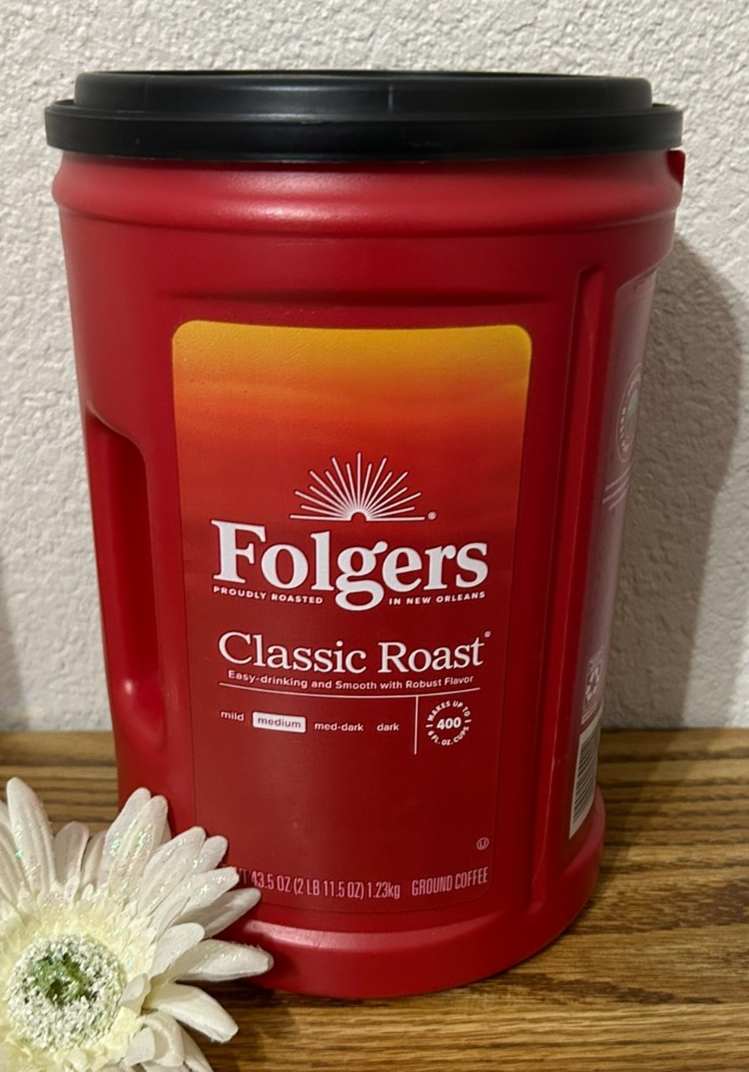 Folgers
PROUDLY ROASTED IN NEW ORLEANS
Classic Roast®
Easy-drinking and Smooth with Robust Flavor
mild medium med-dark dark
MAKES UP TO
400
6 FL. OZ. CUPS
U
43.5 OZ (2 LB 11.5 OZ) 1.23kg GROUND COFFEE